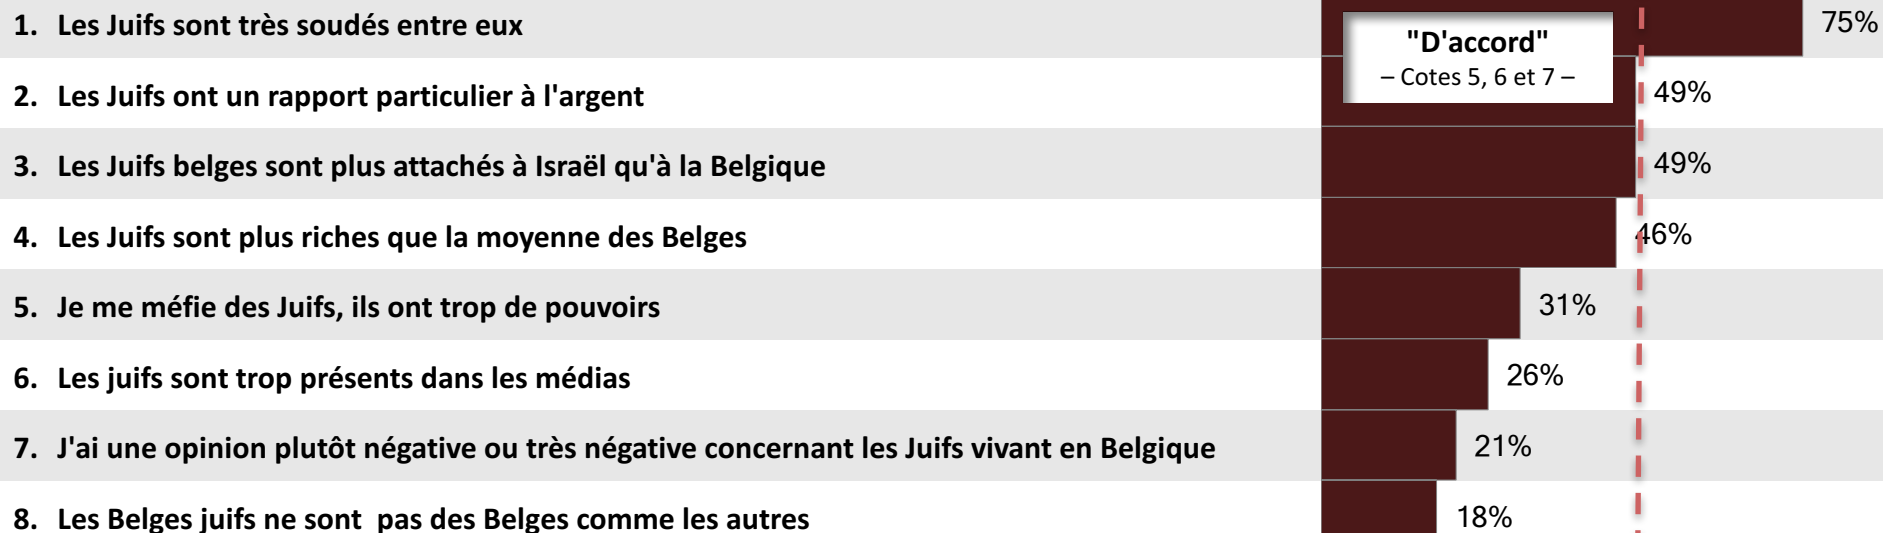 1. Les Juifs sont très soudés entre eux 75%
"D'accord"
– Cotes 5, 6 et 7 –
2. Les Juifs ont un rapport particulier à l'argent 49%
3. Les Juifs belges sont plus attachés à Israël qu'à la Belgique 49%
4. Les Juifs sont plus riches que la moyenne des Belges 46%
5. Je me méfie des Juifs, ils ont trop de pouvoirs 31%
6. Les juifs sont trop présents dans les médias 26%
7. J'ai une opinion plutôt négative ou très négative concernant les Juifs vivant en Belgique 21%
8. Les Belges juifs ne sont  pas des Belges comme les autres 18%